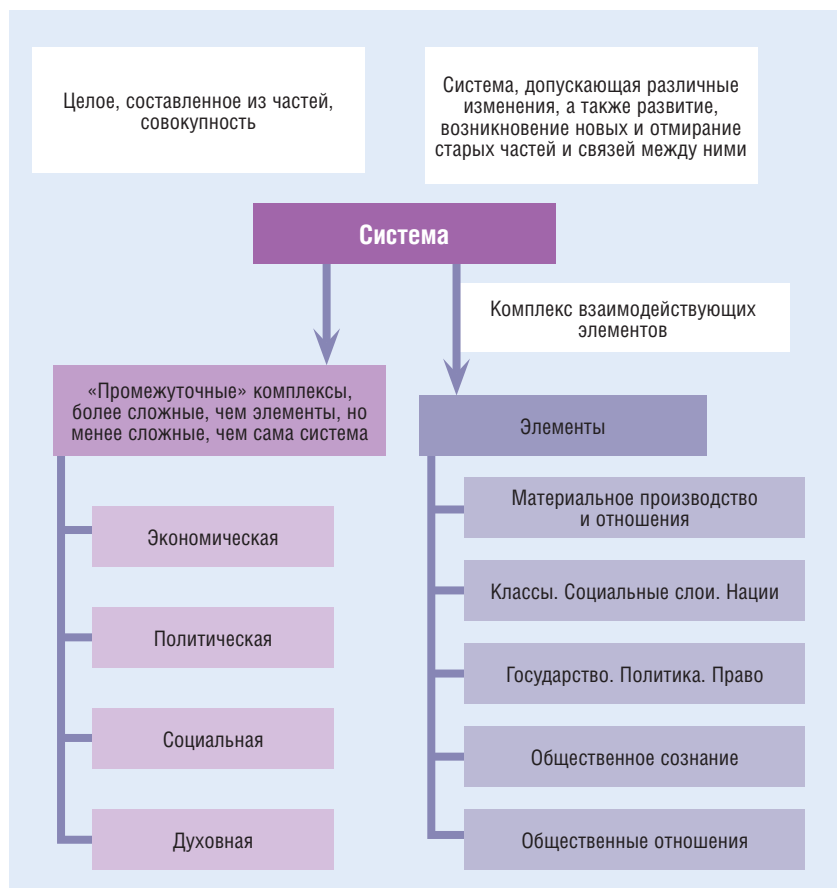 Целое, составленное из частей,
совокупность
Система, допускающая различные
изменения, а также развитие,
возникновение новых и отмирание
старых частей и связей между ними
Система
Комплекс взаимодействующих
элементов
«Промежуточные» комплексы,
более сложные, чем элементы, но
менее сложные, чем сама система
Экономическая
Политическая
Социальная
Духовная
Элементы
Материальное производство
и отношения
Классы. Социальные слои. Нации
Государство. Политика. Право
Общественное сознание
Общественные отношения